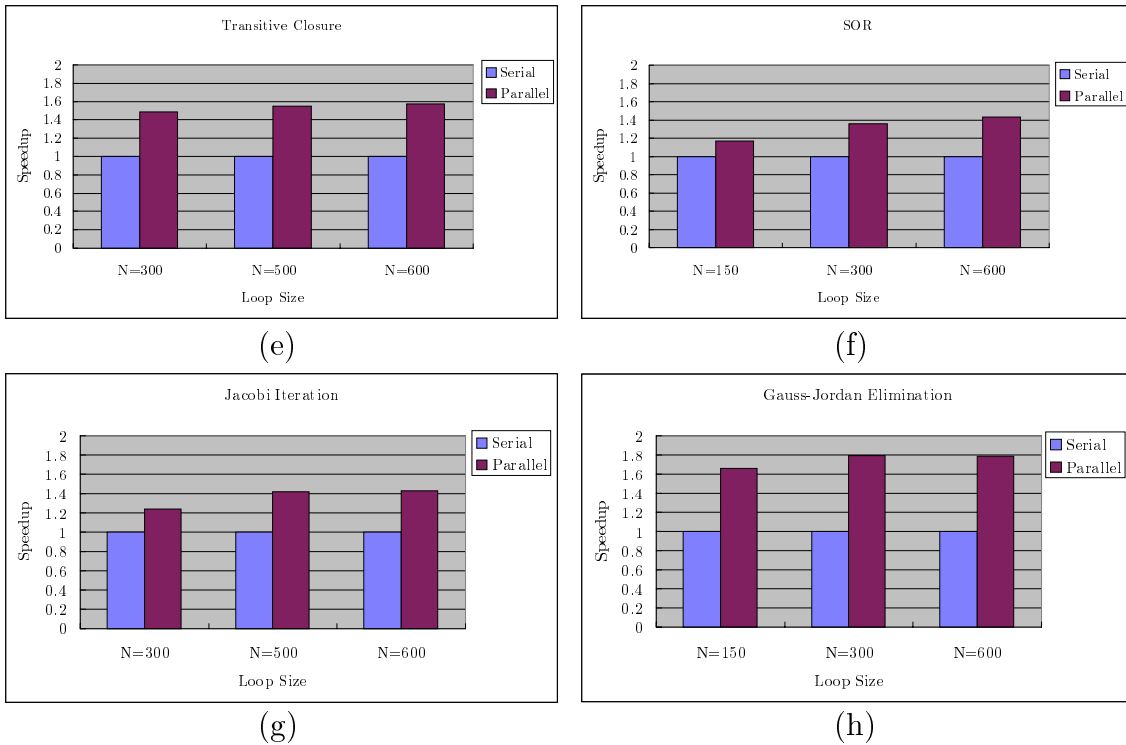 Transitive Closure
Serial
Parallel
Speedup
2
1.8
1.6
1.4
1.2
1
0.8
0.6
0.4
0.2
0
N=300 N=500 N=600
Loop Size
(e)
SOR
Serial
Parallel
Speedup
2
1.8
1.6
1.4
1.2
1
0.8
0.6
0.4
0.2
0
N=150 N=300 N=600
Loop Size
(f)
Jacobi Iteration
Serial
Parallel
Speedup
2
1.8
1.6
1.4
1.2
1
0.8
0.6
0.4
0.2
0
N=300 N=500 N=600
Loop Size
(g)
Gauss-Jordan Elimination
Serial
Parallel
Speedup
2
1.8
1.6
1.4
1.2
1
0.8
0.6
0.4
0.2
0
N=150 N=300 N=600
Loop Size
(h)